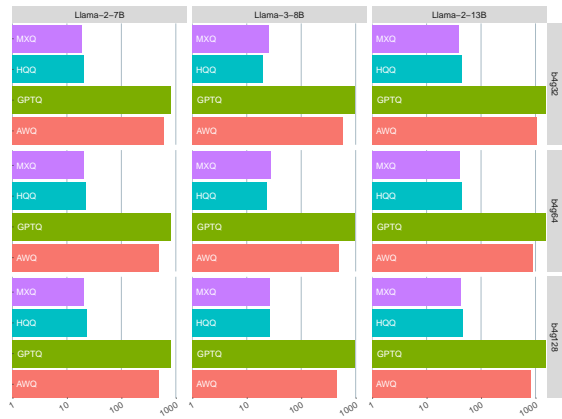 Llama-2-7B Llama-3-8B Llama-2-13B
MXQ MXQ MXQ
HQQ HQQ HQQ
GPTQ GPTQ GPTQ
AWQ AWQ AWQ
b4g32
MXQ MXQ MXQ
HQQ HQQ HQQ
GPTQ GPTQ GPTQ
AWQ AWQ AWQ
b4g64
MXQ MXQ MXQ
HQQ HQQ HQQ
GPTQ GPTQ GPTQ
AWQ AWQ AWQ
b4g128
1 10 100 1000 1 10 100 1000 1 10 100 1000